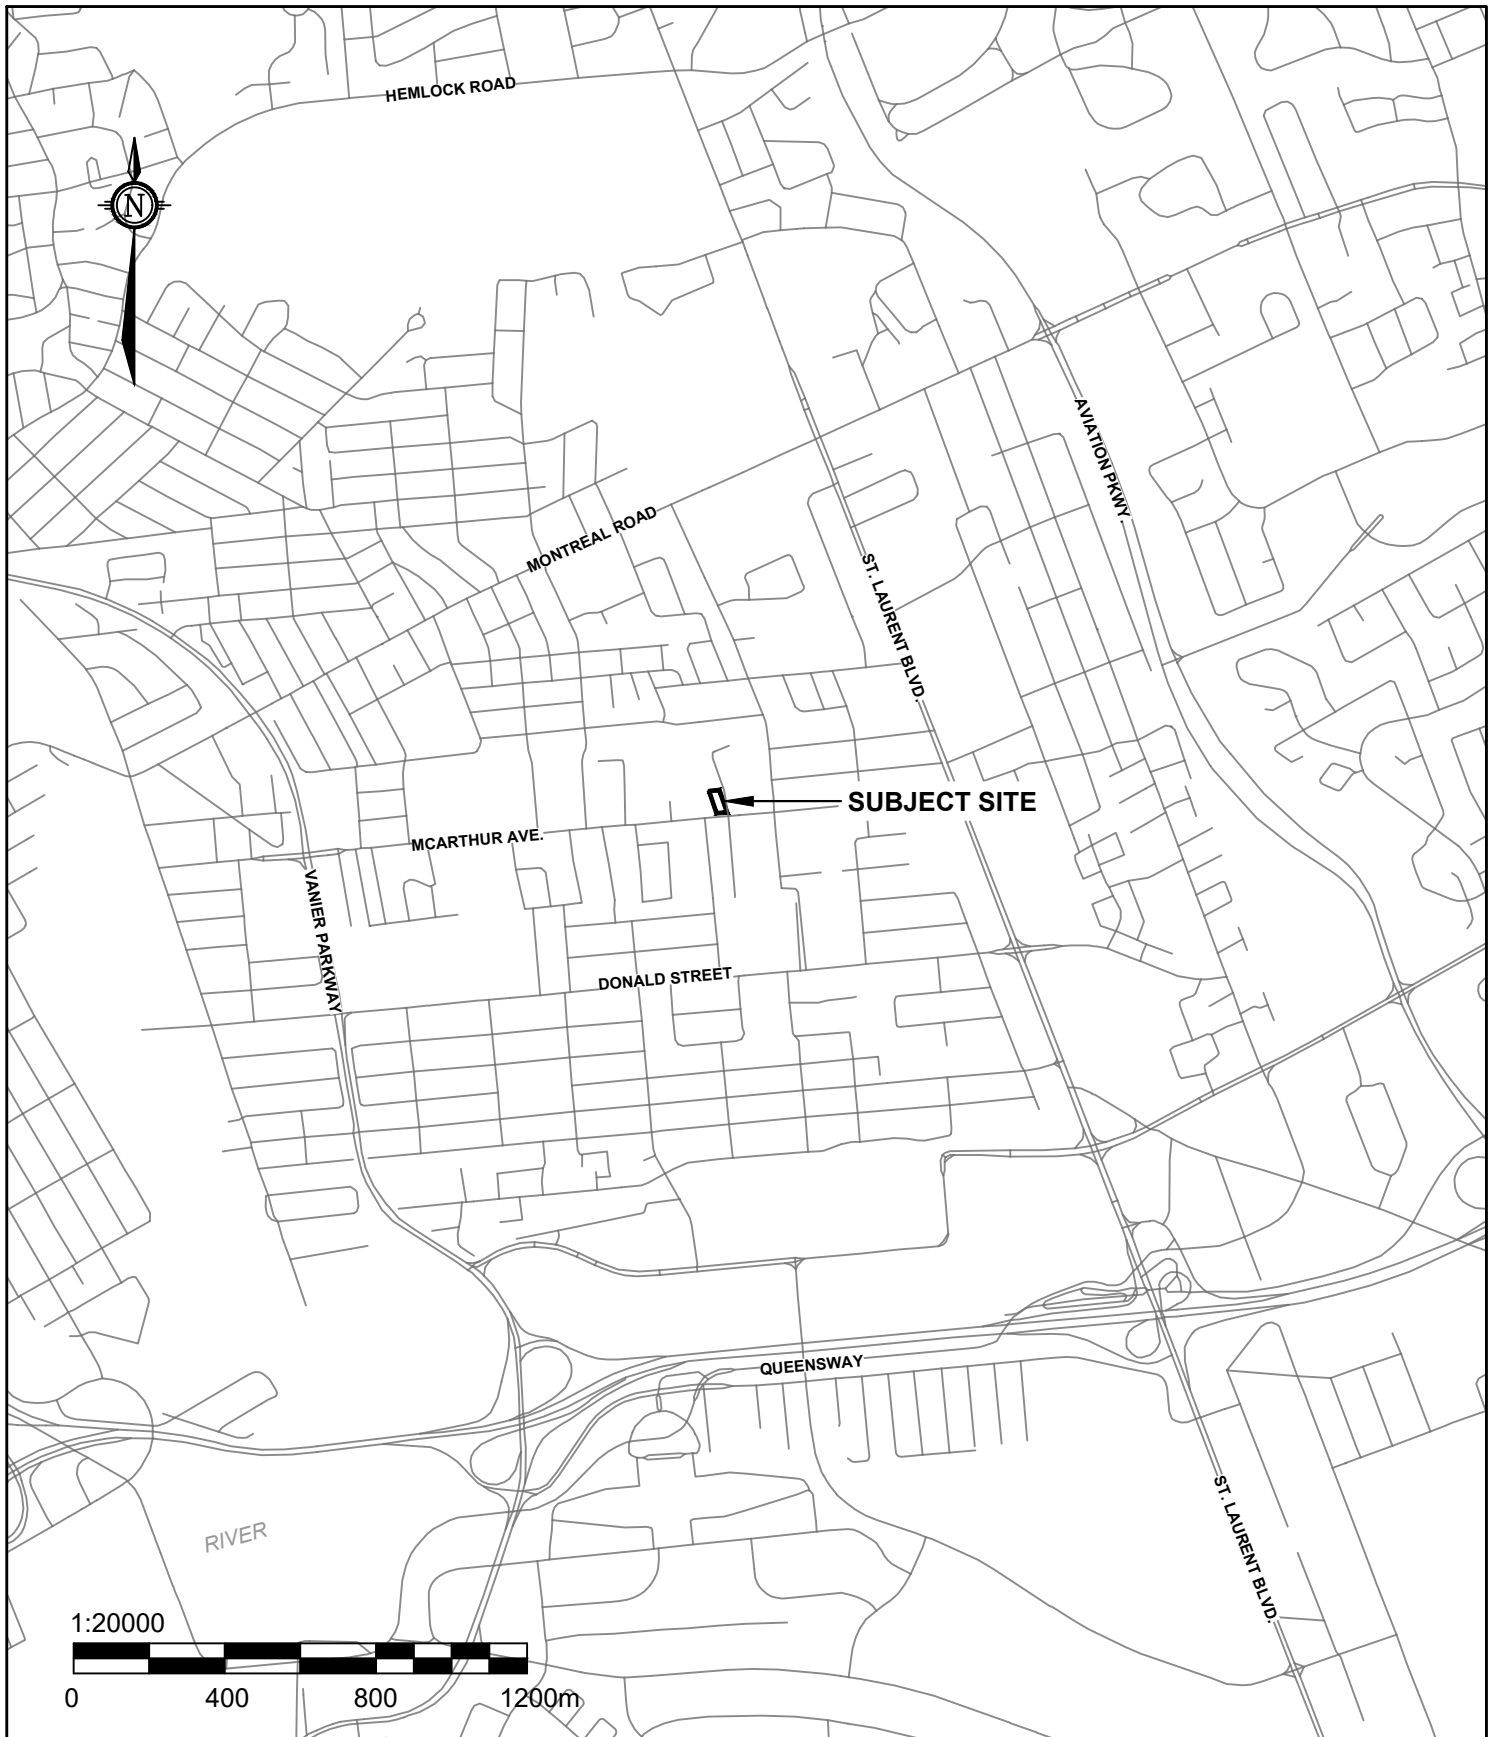 HEMLOCK ROAD
N
AVIATION PKWY.
MONTREAL ROAD
ST. LAURENT BLVD.
SUBJECT SITE
MCARTHUR AVE.
VANIER PARKWAY
DONALD STREET
QUEENSWAY
ST. LAURENT BLVD.
RIVER
1:20000
0 400 800 1200m